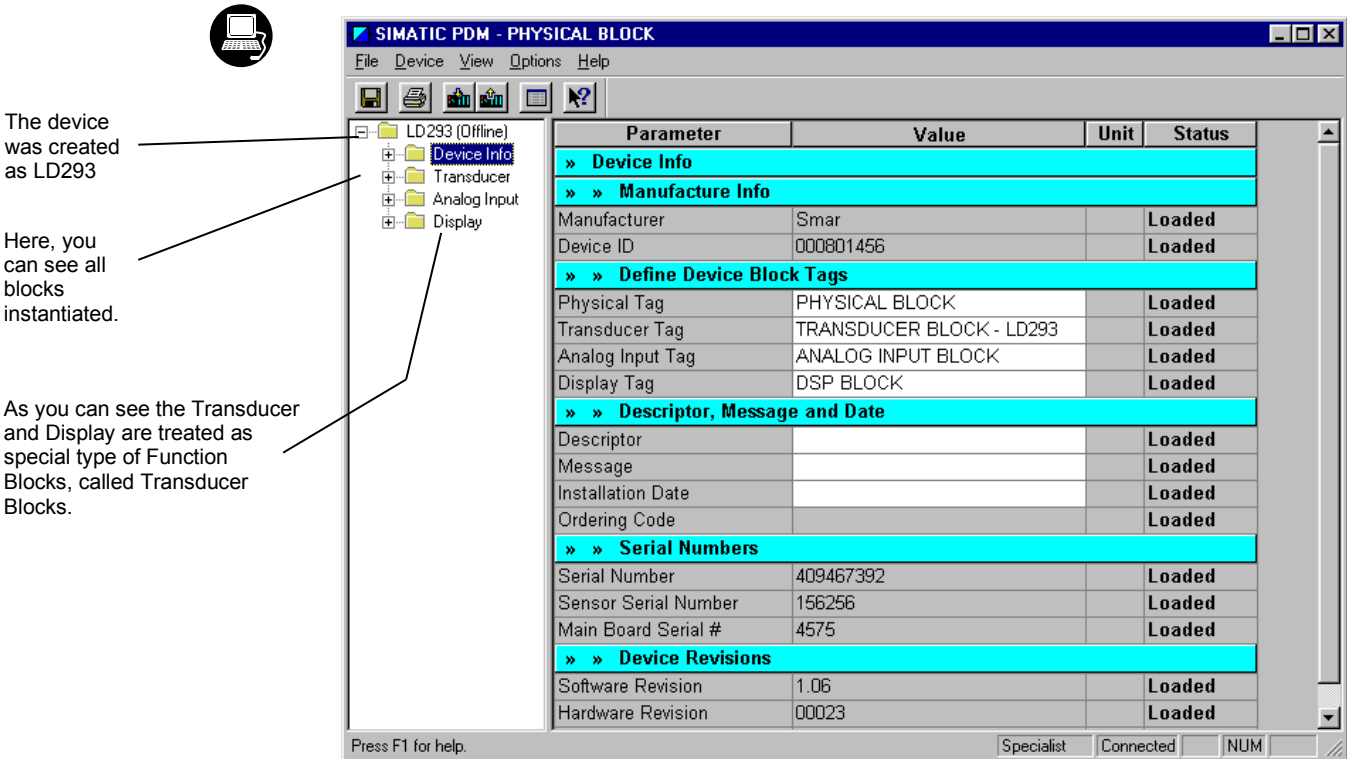 SIMATIC PDM - PHYSICAL BLOCK
File Device View Options Help
The device
was created
as LD293
Here, you
can see all
blocks
instantiated.
As you can see the Transducer
and Display are treated as
special type of Function
Blocks, called Transducer
Blocks.
LD293 (Offline)
Device Info
Transducer
Analog Input
Display
Parameter Value Unit Status
» Device Info
» » Manufacture Info
Manufacturer Smar Loaded
Device ID 000801456 Loaded
» » Define Device Block Tags
Physical Tag PHYSICAL BLOCK Loaded
Transducer Tag TRANSDUCER BLOCK - LD293 Loaded
Analog Input Tag ANALOG INPUT BLOCK Loaded
Display Tag DSP BLOCK Loaded
» » Descriptor, Message and Date
Descriptor Loaded
Message Loaded
Installation Date Loaded
Ordering Code Loaded
» » Serial Numbers
Serial Number 409467392 Loaded
Sensor Serial Number 156256 Loaded
Main Board Serial # 4575 Loaded
» » Device Revisions
Software Revision 1.06 Loaded
Hardware Revision 00023 Loaded
Press F1 for help. Specialist Connected NUM